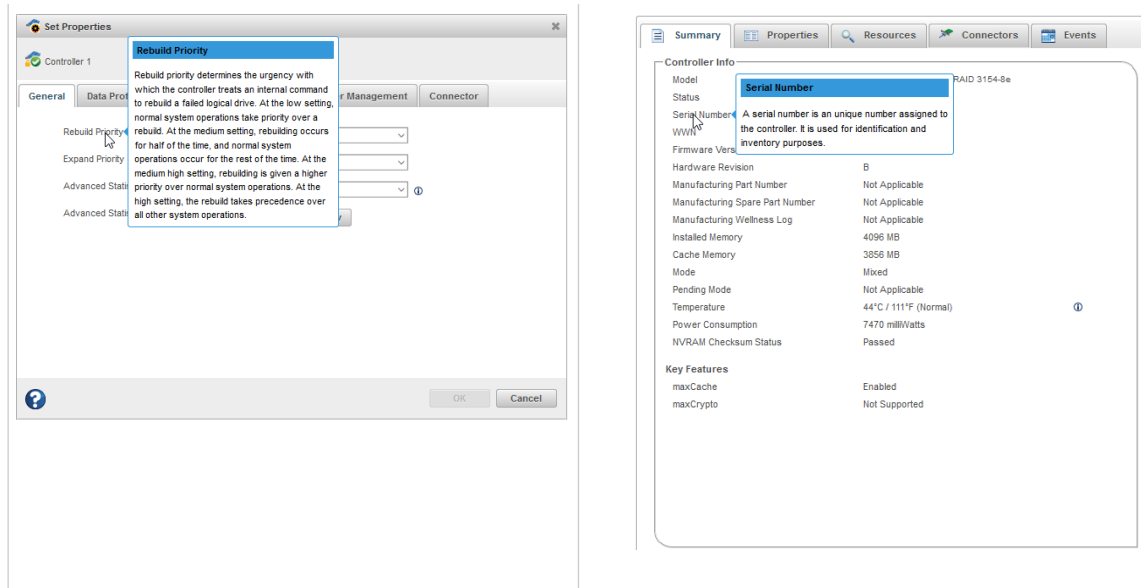 Set Properties
Controller 1
Rebuild Priority
Rebuild priority determines the urgency with
which the controller treats an internal command
to rebuild a failed logical drive. At the low setting,
normal system operations take priority over a
rebuild. At the medium setting, rebuilding occurs
for half of the time, and normal system
operations occur for the rest of the time. At the
medium high setting, rebuilding is given a higher
priority over normal system operations. At the
high setting, the rebuild takes precedence over
all other system operations.
General Data Management Connector
Rebuild Priority
Expand Priority
Advanced
Advanced
OK Cancel
Summary Properties Resources Connectors Events
Controller Info
Model RAID 3154-8e
Status
Serial Number
WWN
Firmware
Serial Number
A serial number is an unique number assigned to
the controller. It is used for identification and
inventory purposes.
Hardware Revision B
Manufacturing Part Number Not Applicable
Manufacturing Spare Part Number Not Applicable
Manufacturing Wellness Log Not Applicable
Installed Memory 4096 MB
Cache Memory 3856 MB
Mode Mixed
Pending Mode Not Applicable
Temperature 44°C / 111°F (Normal)
Power Consumption 7470 milliWatts
NVRAM Checksum Status Passed
Key Features
maxCache Enabled
maxCrypto Not Supported